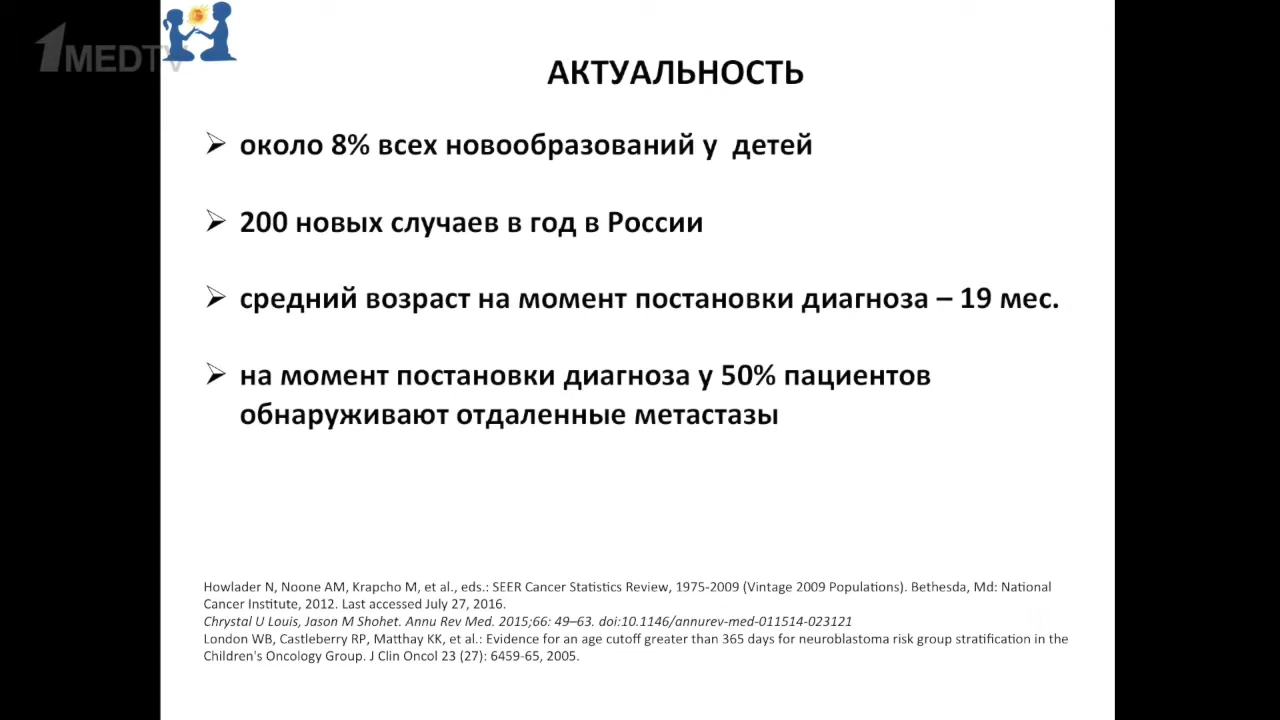 1MEDTV
АКТУАЛЬНОСТЬ
около 8% всех новообразований у детей
200 новых случаев в год в России
средний возраст на момент постановки диагноза – 19 мес.
на момент постановки диагноза у 50% пациентов
обнаруживают отдаленные метастазы
Howlader N, Noone AM, Krapcho M, et al., eds.: SEER Cancer Statistics Review, 1975-2009 (Vintage 2009 Populations). Bethesda, Md: National
Cancer Institute, 2012. Last accessed July 27, 2016.
Chrystal U Louis, Jason M Shohet. Annu Rev Med. 2015;66: 49–63. doi:10.1146/annurev-med-011514-023121
London WB, Castleberry RP, Matthay KK, et al.: Evidence for an age cutoff greater than 365 days for neuroblastoma risk group stratification in the
Children's Oncology Group. J Clin Oncol 23 (27): 6459-65, 2005.